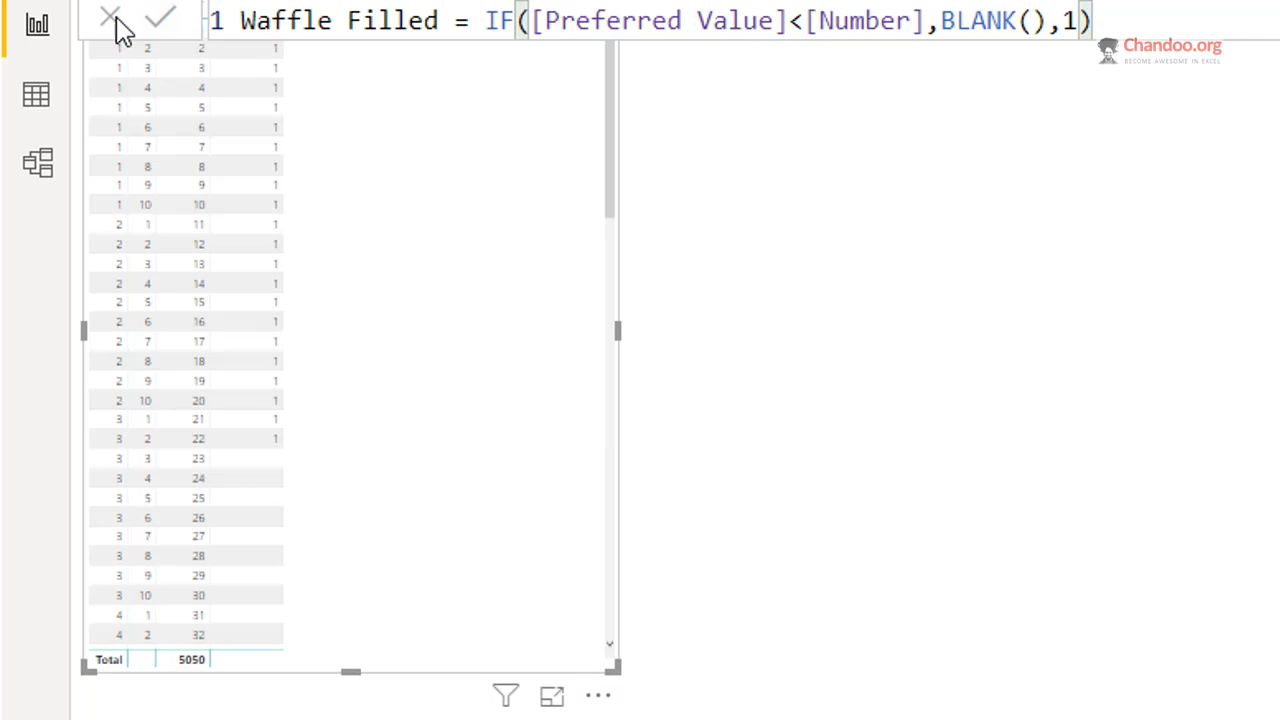 1 Waffle Filled = IF([Preferred Value]<[Number],BLANK(),1)
Chandoo.org
BECOME AWESOME IN EXCEL
1 2 2 1
1 3 3 1
1 4 4 1
1 5 5 1
1 6 6 1
1 7 7 1
1 8 8 1
1 9 9 1
1 10 10 1
2 1 11 1
2 2 12 1
2 3 13 1
2 4 14 1
2 5 15 1
2 6 16 1
2 7 17 1
2 8 18 1
2 9 19 1
2 10 20 1
3 1 21 1
3 2 22 1
3 3 23
3 4 24
3 5 25
3 6 26
3 7 27
3 8 28
3 9 29
3 10 30
4 1 31
4 2 32
Total 5050